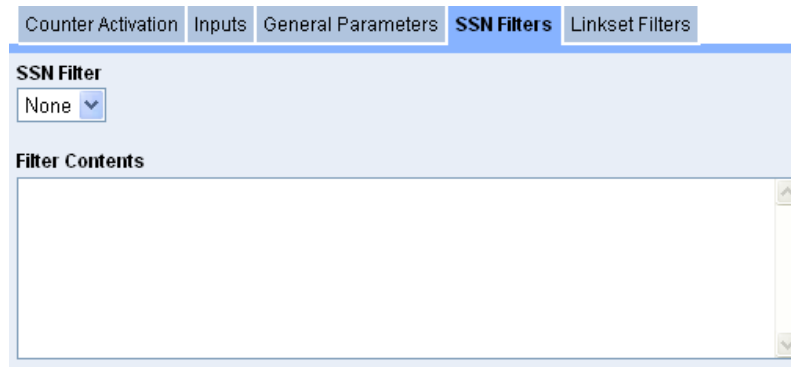 Counter Activation Inputs General Parameters SSN Filters Linkset Filters
SSN Filter
None
Filter Contents